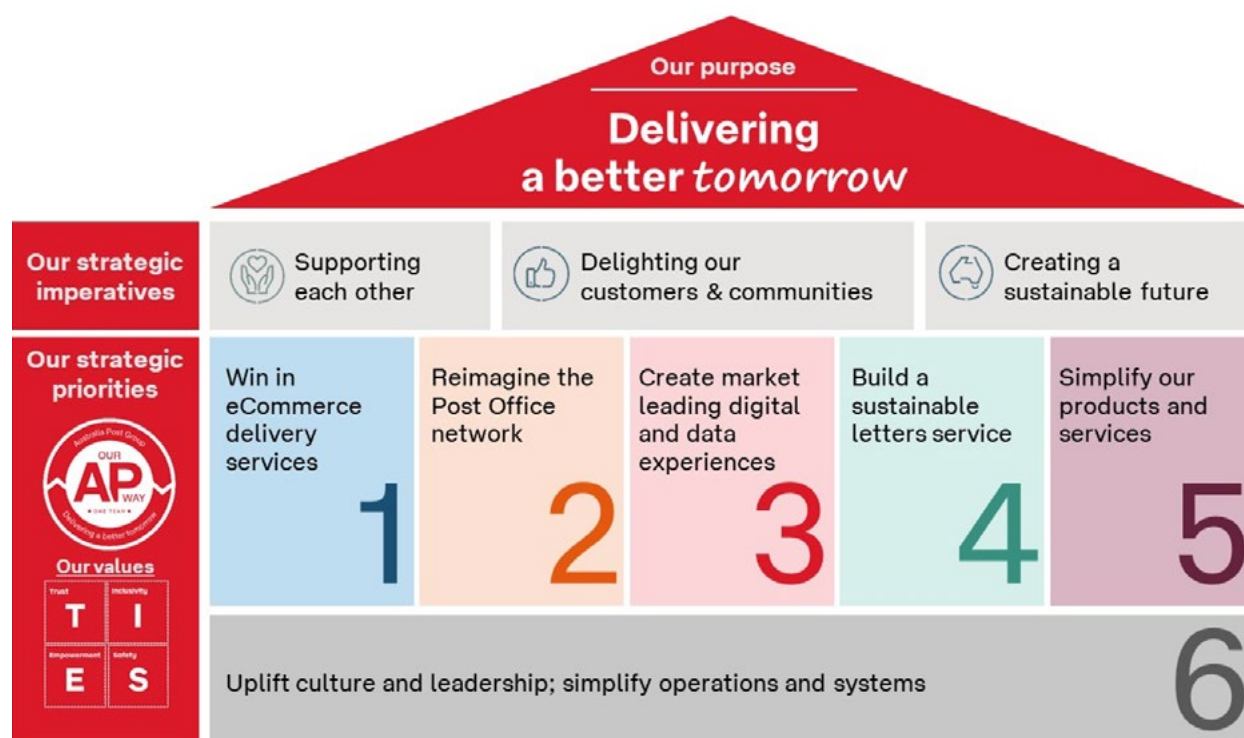 Our purpose
Delivering
a better tomorrow
Our strategic
imperatives
Supporting
each other
Delighting our
customers & communities
Creating a
sustainable future
Our strategic
priorities
Australia Post Group
OUR
AP
WAY
• ONE TEAM •
Delivering a better tomorrow
Our values
Trust
T
Inclusivity
I
Empowerment
E
Safety
S
Win in
eCommerce
delivery
services
1
Reimagine the
Post Office
network
2
Create market
leading digital
and data
experiences
3
Build a
sustainable
letters service
4
Simplify our
products and
services
5
Uplift culture and leadership; simplify operations and systems
6